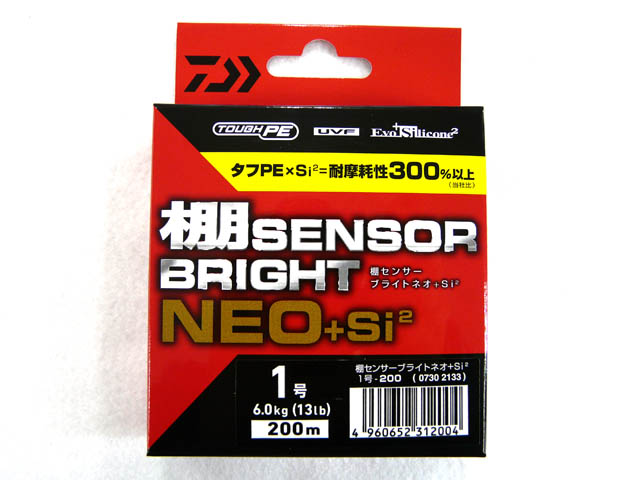 TOUGH PE UVF Evo+Silicone2
タフPE×Si2=耐摩耗性300%以上
(当社比)
棚SENSOR
BRIGHT
棚センサー
ブライトネオ+Si2
NEO+Si2
1号
6.0kg(13lb)
200m
棚センサーブライトネオ+Si2
1号-200 (0730 2133)
4 960652 312004